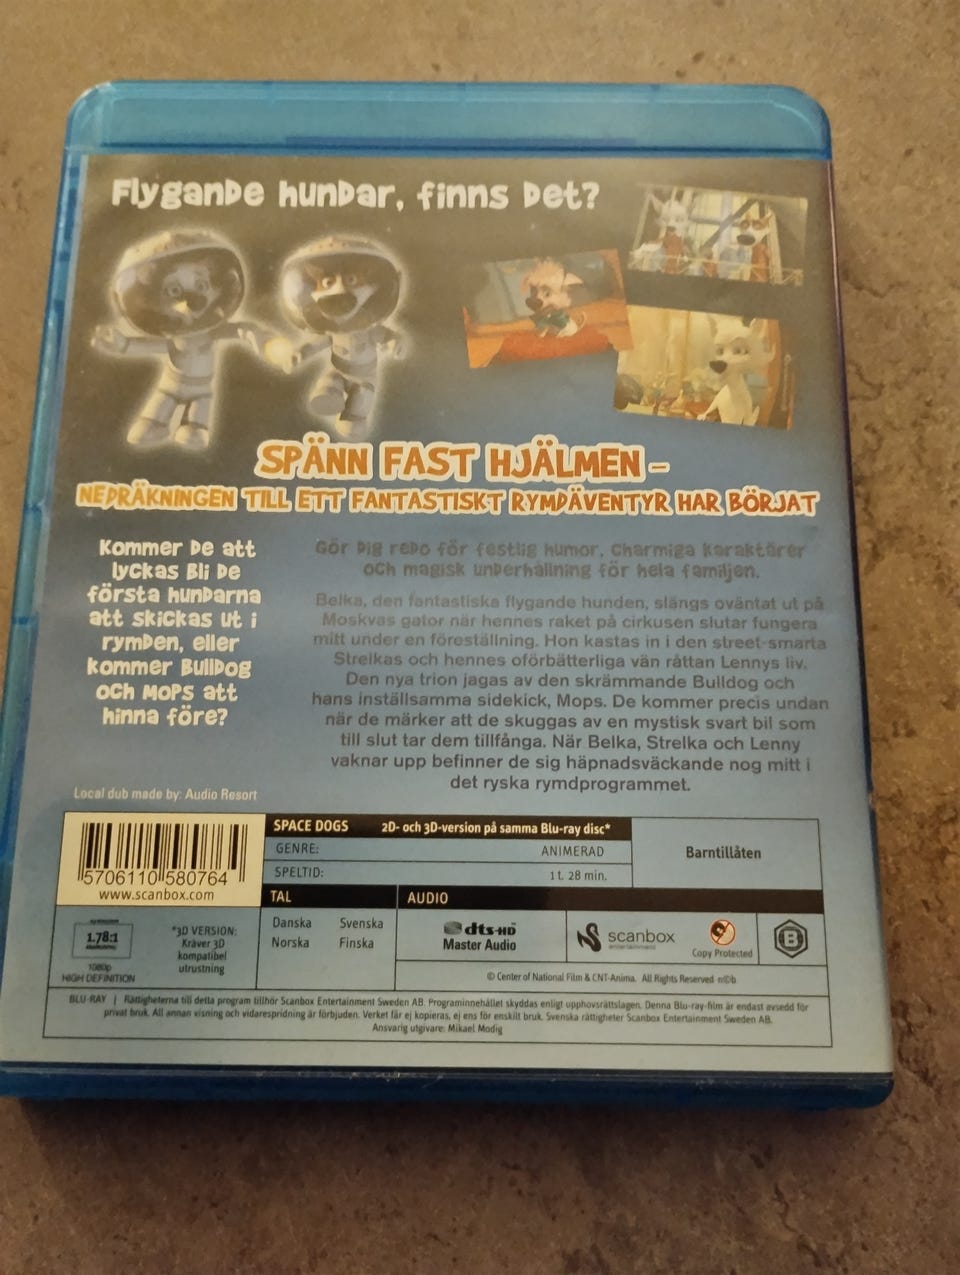 Flygande hundar, finns det?
SPÄNN FAST HJÄLMEN –
NEDRÄKNINGEN TILL ETT FANTASTISKT RYMDÄVENTYR HAR BÖRJAT
Kommer de att
lyckas bli de
första hundarna
att skickas ut i
rymden, eller
kommer Bulldog
och Mops att
hinna före?
Gör dig redo för festlig humor, charmiga karaktärer
och magisk underhållning för hela familjen.
Belka, den fantastiska flygande hunden, slängs oväntat ut på
Moskvas gator när hennes raket på cirkusen slutar fungera
mitt under en föreställning. Hon kastas in i den street-smarta
Strelkas och hennes oförbätterliga vän råttan Lennys liv.
Den nya trion jagas av den skrämmande Bulldog och
hans inställsamma sidekick, Mops. De kommer precis undan
när de märker att de skuggas av en mystisk svart bil som
till slut tar dem tillfånga. När Belka, Strelka och Lenny
vaknar upp befinner de sig häpnadsväckande nog mitt i
det ryska rymdprogrammet.
Local dub made by: Audio Resort
5706110 580764
www.scanbox.com
SPACE DOGS 2D- och 3D-version på samma Blu-ray disc*
GENRE: ANIMERAD
SPELTID: 1 t. 28 min.
Barntillåten
TAL
Danska Svenska
Norska Finska
AUDIO
dts-HD
Master Audio
scanbox
entertainment
Copy Protected
B
1.78:1
1080p
HIGH DEFINITION
*3D VERSION:
Kräver 3D
kompatibel
utrustning
© Center of National Film & CNT-Anima. All Rights Reserved n©b
BLU-RAY | Rättigheterna till detta program tillhör Scanbox Entertainment Sweden AB. Programinnehållet skyddas enligt upphovsrättslagen. Denna Blu-ray-film är endast avsedd för
privat bruk. All annan visning och vidarespridning är förbjuden. Verket får ej kopieras, ej ens för enskilt bruk. Svenska rättigheter Scanbox Entertainment Sweden AB.
Ansvarig utgivare: Mikael Modig